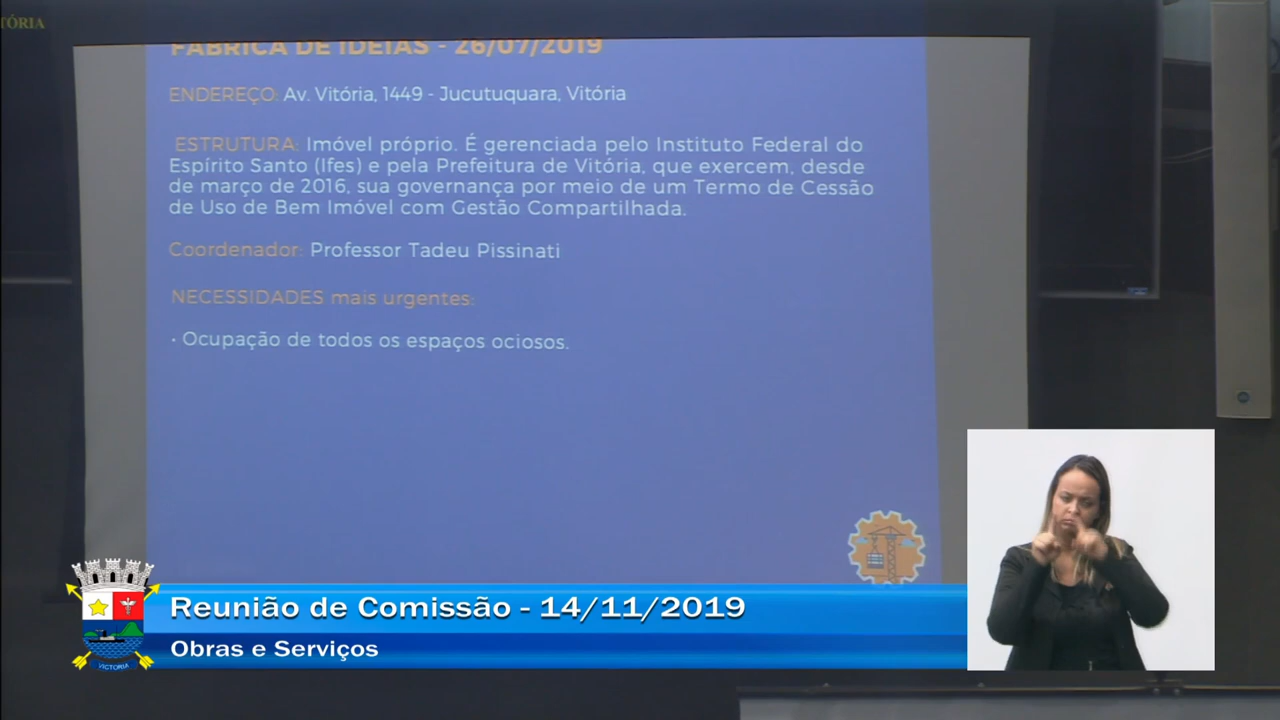 TÓRIA
FÁBRICA DE IDEIAS - 26/07/2019
ENDEREÇO: Av. Vitória, 1449 - Jucutuquara, Vitória
ESTRUTURA: Imóvel próprio. É gerenciada pelo Instituto Federal do
Espírito Santo (Ifes) e pela Prefeitura de Vitória, que exercem, desde
de março de 2016, sua governança por meio de um Termo de Cessão
de Uso de Bem Imóvel com Gestão Compartilhada.
Coordenador: Professor Tadeu Pissinati
NECESSIDADES mais urgentes:
• Ocupação de todos os espaços ociosos.
Reunião de Comissão - 14/11/2019
Obras e Serviços
VICTORIA